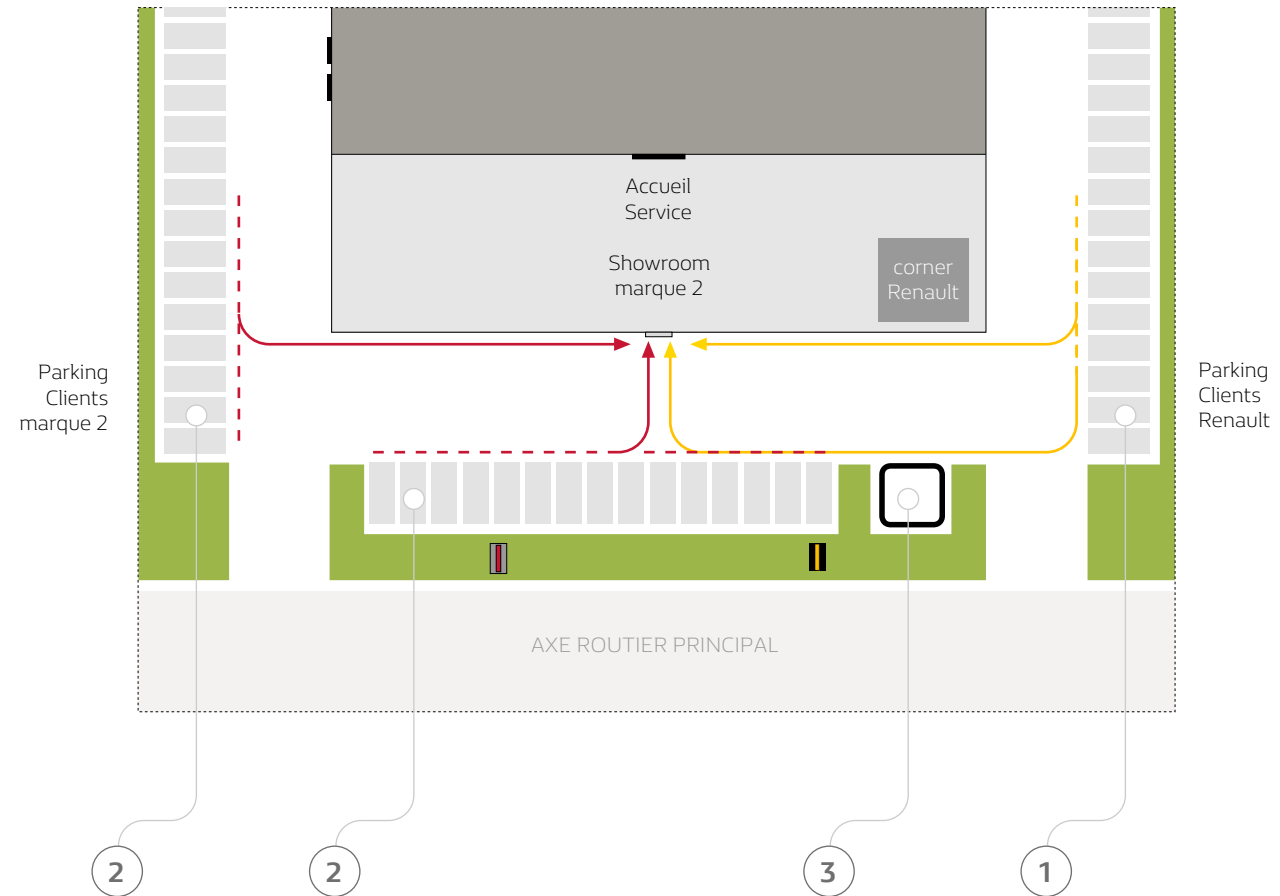 Accueil
Service
Showroom
marque 2
corner
Renault
Parking
Clients
marque 2
Parking
Clients
Renault
AXE ROUTIER PRINCIPAL
2
2
3
1